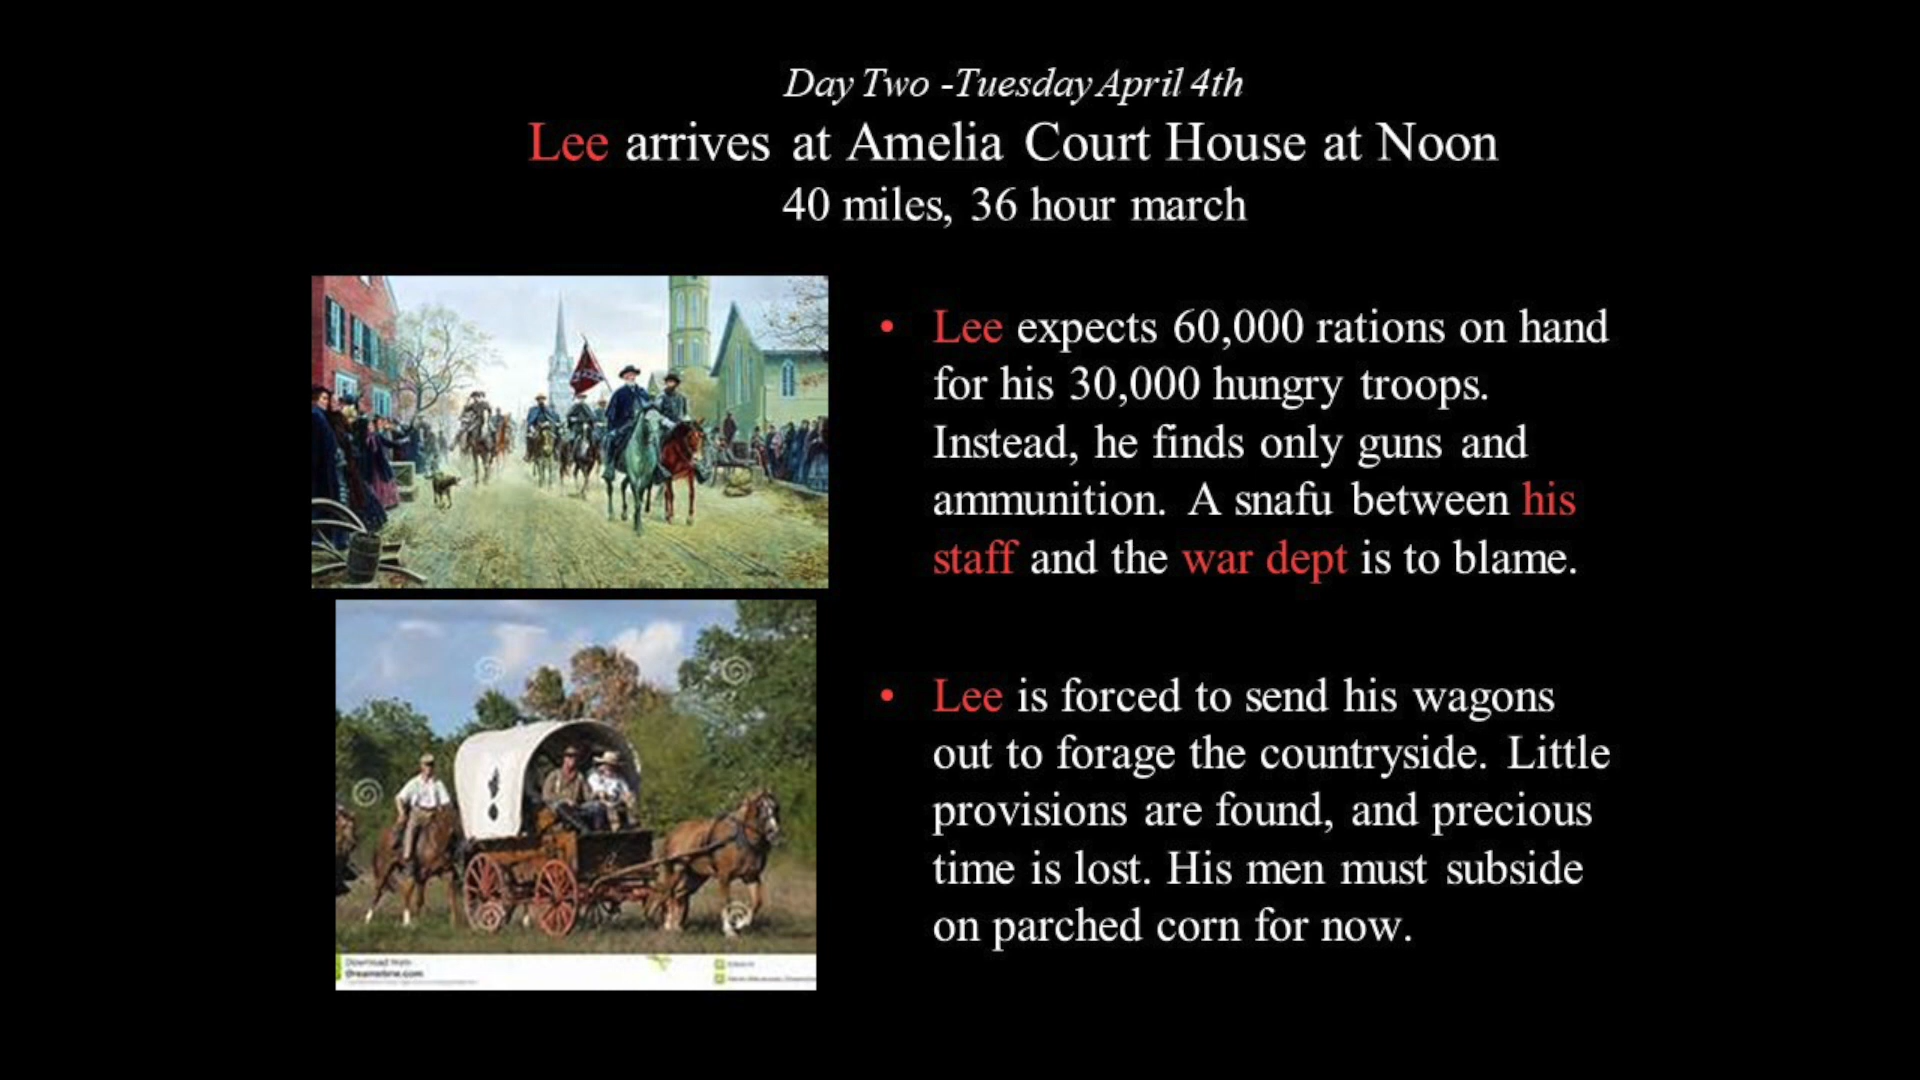 Day Two -Tuesday April 4th
Lee arrives at Amelia Court House at Noon
40 miles, 36 hour march
• Lee expects 60,000 rations on hand
for his 30,000 hungry troops.
Instead, he finds only guns and
ammunition. A snafu between his
staff and the war dept is to blame.
• Lee is forced to send his wagons
out to forage the countryside. Little
provisions are found, and precious
time is lost. His men must subside
on parched corn for now.
Download from
dreamstime.com